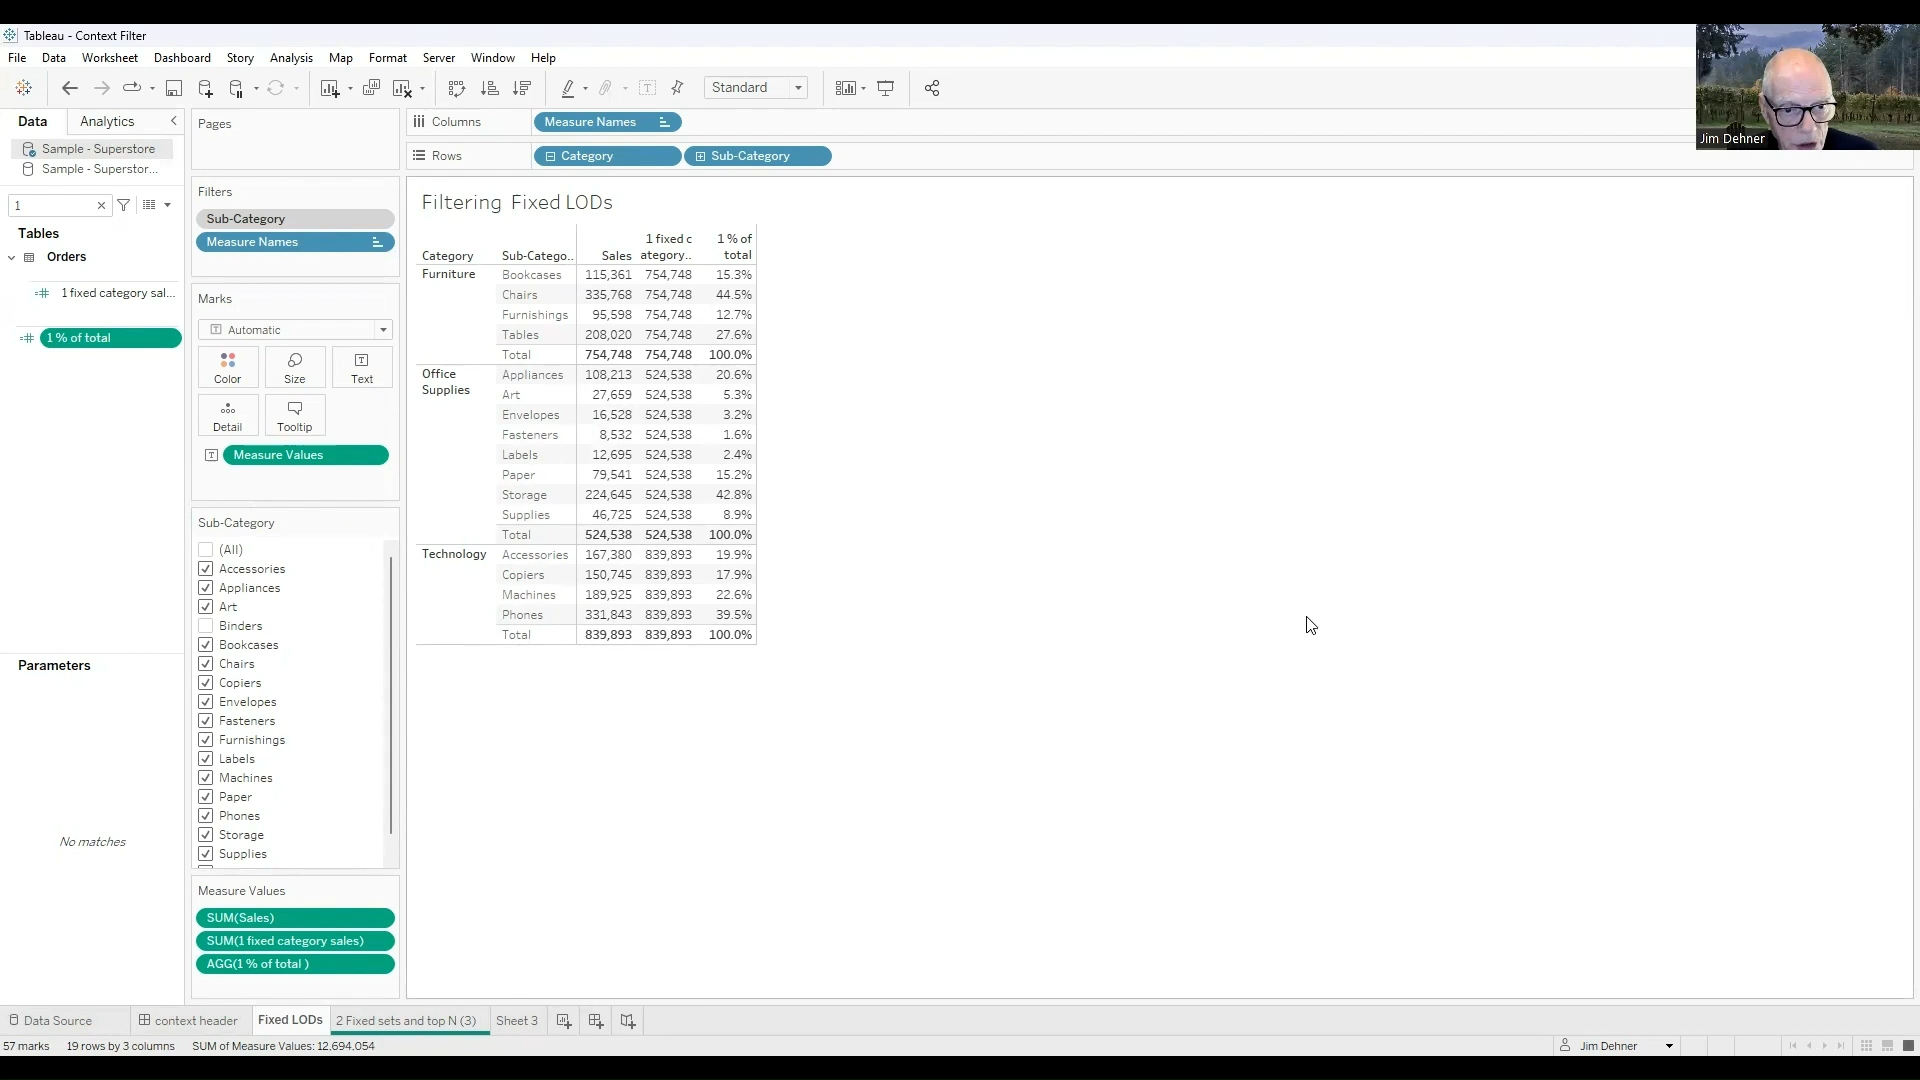 Tableau - Context Filter
File Data Worksheet Dashboard Story Analysis Map Format Server Window Help
Standard
Jim Dehner
Data Analytics
Sample - Superstore
Sample - Superstor...
1
Tables
Orders
1 fixed category sal...
1 % of total
Parameters
No matches
Pages
Filters
Sub-Category
Measure Names
Marks
Automatic
Color Size Text
Detail Tooltip
Measure Values
Sub-Category
(All)
Accessories
Appliances
Art
Binders
Bookcases
Chairs
Copiers
Envelopes
Fasteners
Furnishings
Labels
Machines
Paper
Phones
Storage
Supplies
Measure Values
SUM(Sales)
SUM(1 fixed category sales)
AGG(1 % of total )
Columns Measure Names
Rows Category Sub-Category
Filtering Fixed LODs
1 fixed c 1 % of
Category Sub-Catego.. Sales ategory.. total
Furniture Bookcases 115,361 754,748 15.3%
Chairs 335,768 754,748 44.5%
Furnishings 95,598 754,748 12.7%
Tables 208,020 754,748 27.6%
Total 754,748 754,748 100.0%
Office Appliances 108,213 524,538 20.6%
Supplies Art 27,659 524,538 5.3%
Envelopes 16,528 524,538 3.2%
Fasteners 8,532 524,538 1.6%
Labels 12,695 524,538 2.4%
Paper 79,541 524,538 15.2%
Storage 224,645 524,538 42.8%
Supplies 46,725 524,538 8.9%
Total 524,538 524,538 100.0%
Technology Accessories 167,380 839,893 19.9%
Copiers 150,745 839,893 17.9%
Machines 189,925 839,893 22.6%
Phones 331,843 839,893 39.5%
Total 839,893 839,893 100.0%
Data Source context header Fixed LODs 2 Fixed sets and top N (3) Sheet 3
57 marks 19 rows by 3 columns SUM of Measure Values: 12,694,054 Jim Dehner